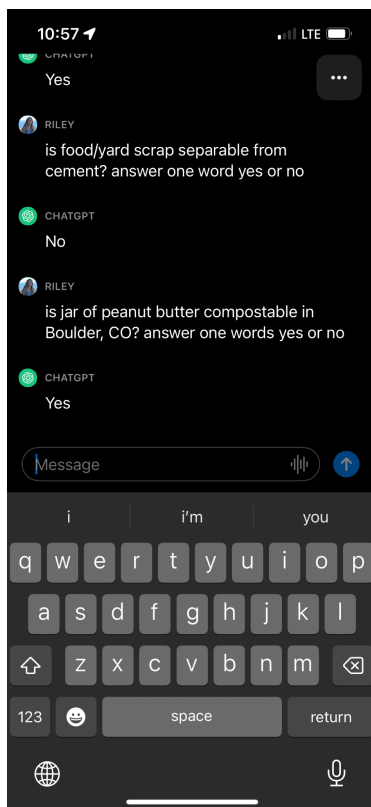 10:57
LTE
CHATGPT
Yes
RILEY
is food/yard scrap separable from
cement? answer one word yes or no
CHATGPT
No
RILEY
is jar of peanut butter compostable in
Boulder, CO? answer one words yes or no
CHATGPT
Yes
Message
i i'm you
q w e r t y u i o p
a s d f g h j k l
z x c v b n m
123 space return